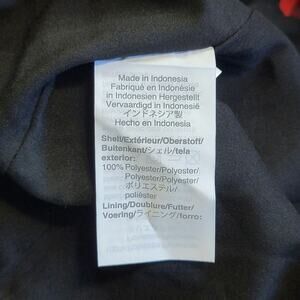 Made in Indonesia
Fabriqué en Indonésie
in Indonesien Hergestellt
Vervaardigd in Indonesië
インドネシア製
Hecho en Indonesia
Shell/Extérieur/Oberstoff/
Buitenkant/シェル/tela
exterior:
100% Polyester/Polyester/
Polyester/Polyester/
ポリエステル/
poliéster
Lining/Doublure/Futter/
Voering/ライニング/forro: